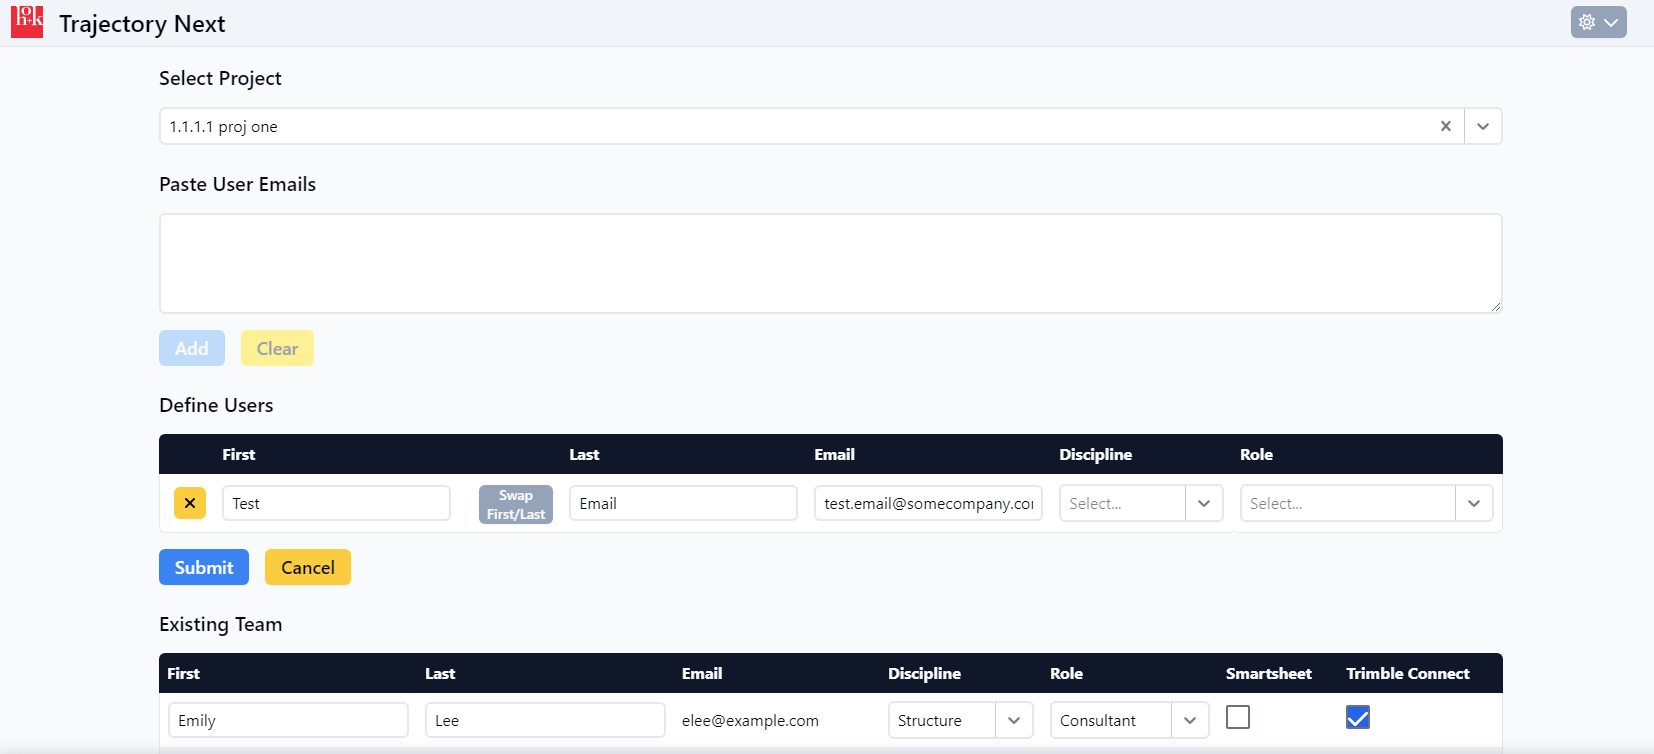 hok
Trajectory Next
Select Project
1.1.1.1 proj one
Paste User Emails
Add Clear
Define Users
First Last Email Discipline Role
Test Swap First/Last Email test.email@somecompany.co Select... Select...
Submit Cancel
Existing Team
First Last Email Discipline Role Smartsheet Trimble Connect
Emily Lee elee@example.com Structure Consultant